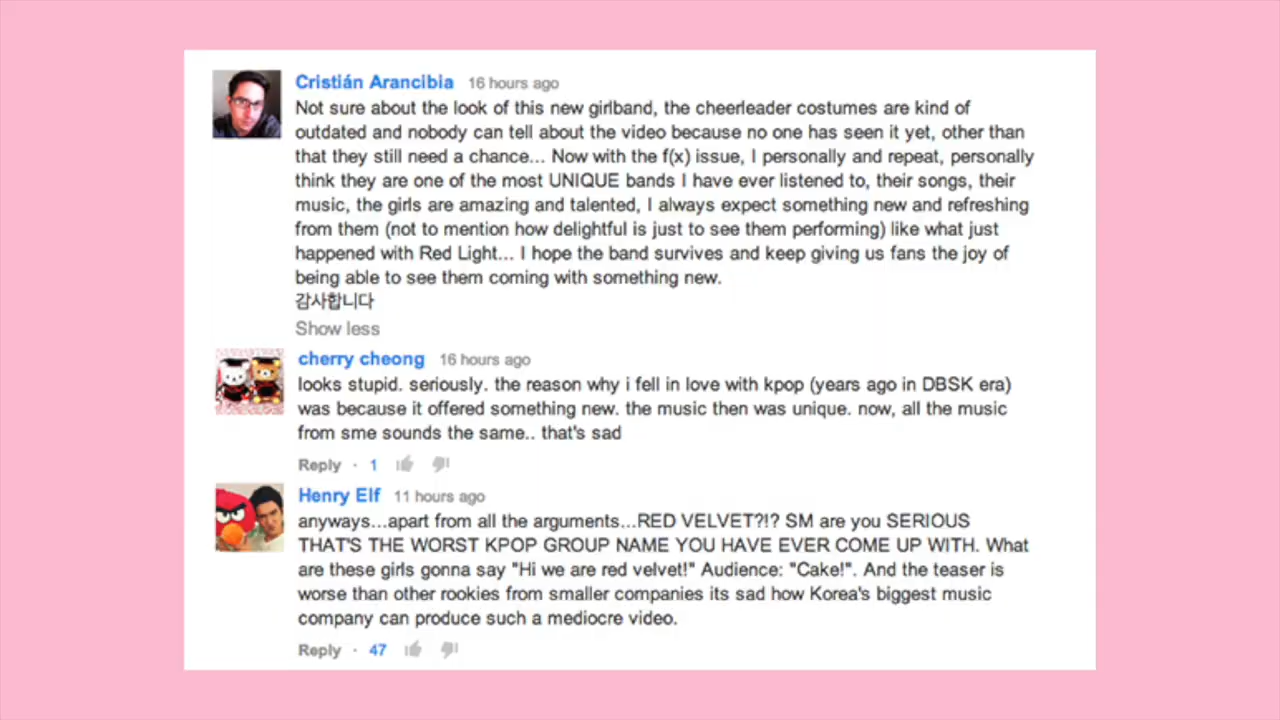 Cristián Arancibia 16 hours ago
Not sure about the look of this new girlband, the cheerleader costumes are kind of
outdated and nobody can tell about the video because no one has seen it yet, other than
that they still need a chance... Now with the f(x) issue, I personally and repeat, personally
think they are one of the most UNIQUE bands I have ever listened to, their songs, their
music, the girls are amazing and talented, I always expect something new and refreshing
from them (not to mention how delightful is just to see them performing) like what just
happened with Red Light... I hope the band survives and keep giving us fans the joy of
being able to see them coming with something new.
감사합니다
Show less
cherry cheong 16 hours ago
looks stupid. seriously. the reason why i fell in love with kpop (years ago in DBSK era)
was because it offered something new. the music then was unique. now, all the music
from sme sounds the same.. that's sad
Reply · 1
Henry Elf 11 hours ago
anyways...apart from all the arguments...RED VELVET?!? SM are you SERIOUS
THAT'S THE WORST KPOP GROUP NAME YOU HAVE EVER COME UP WITH. What
are these girls gonna say "Hi we are red velvet!" Audience: "Cake!". And the teaser is
worse than other rookies from smaller companies its sad how Korea's biggest music
company can produce such a mediocre video.
Reply · 47